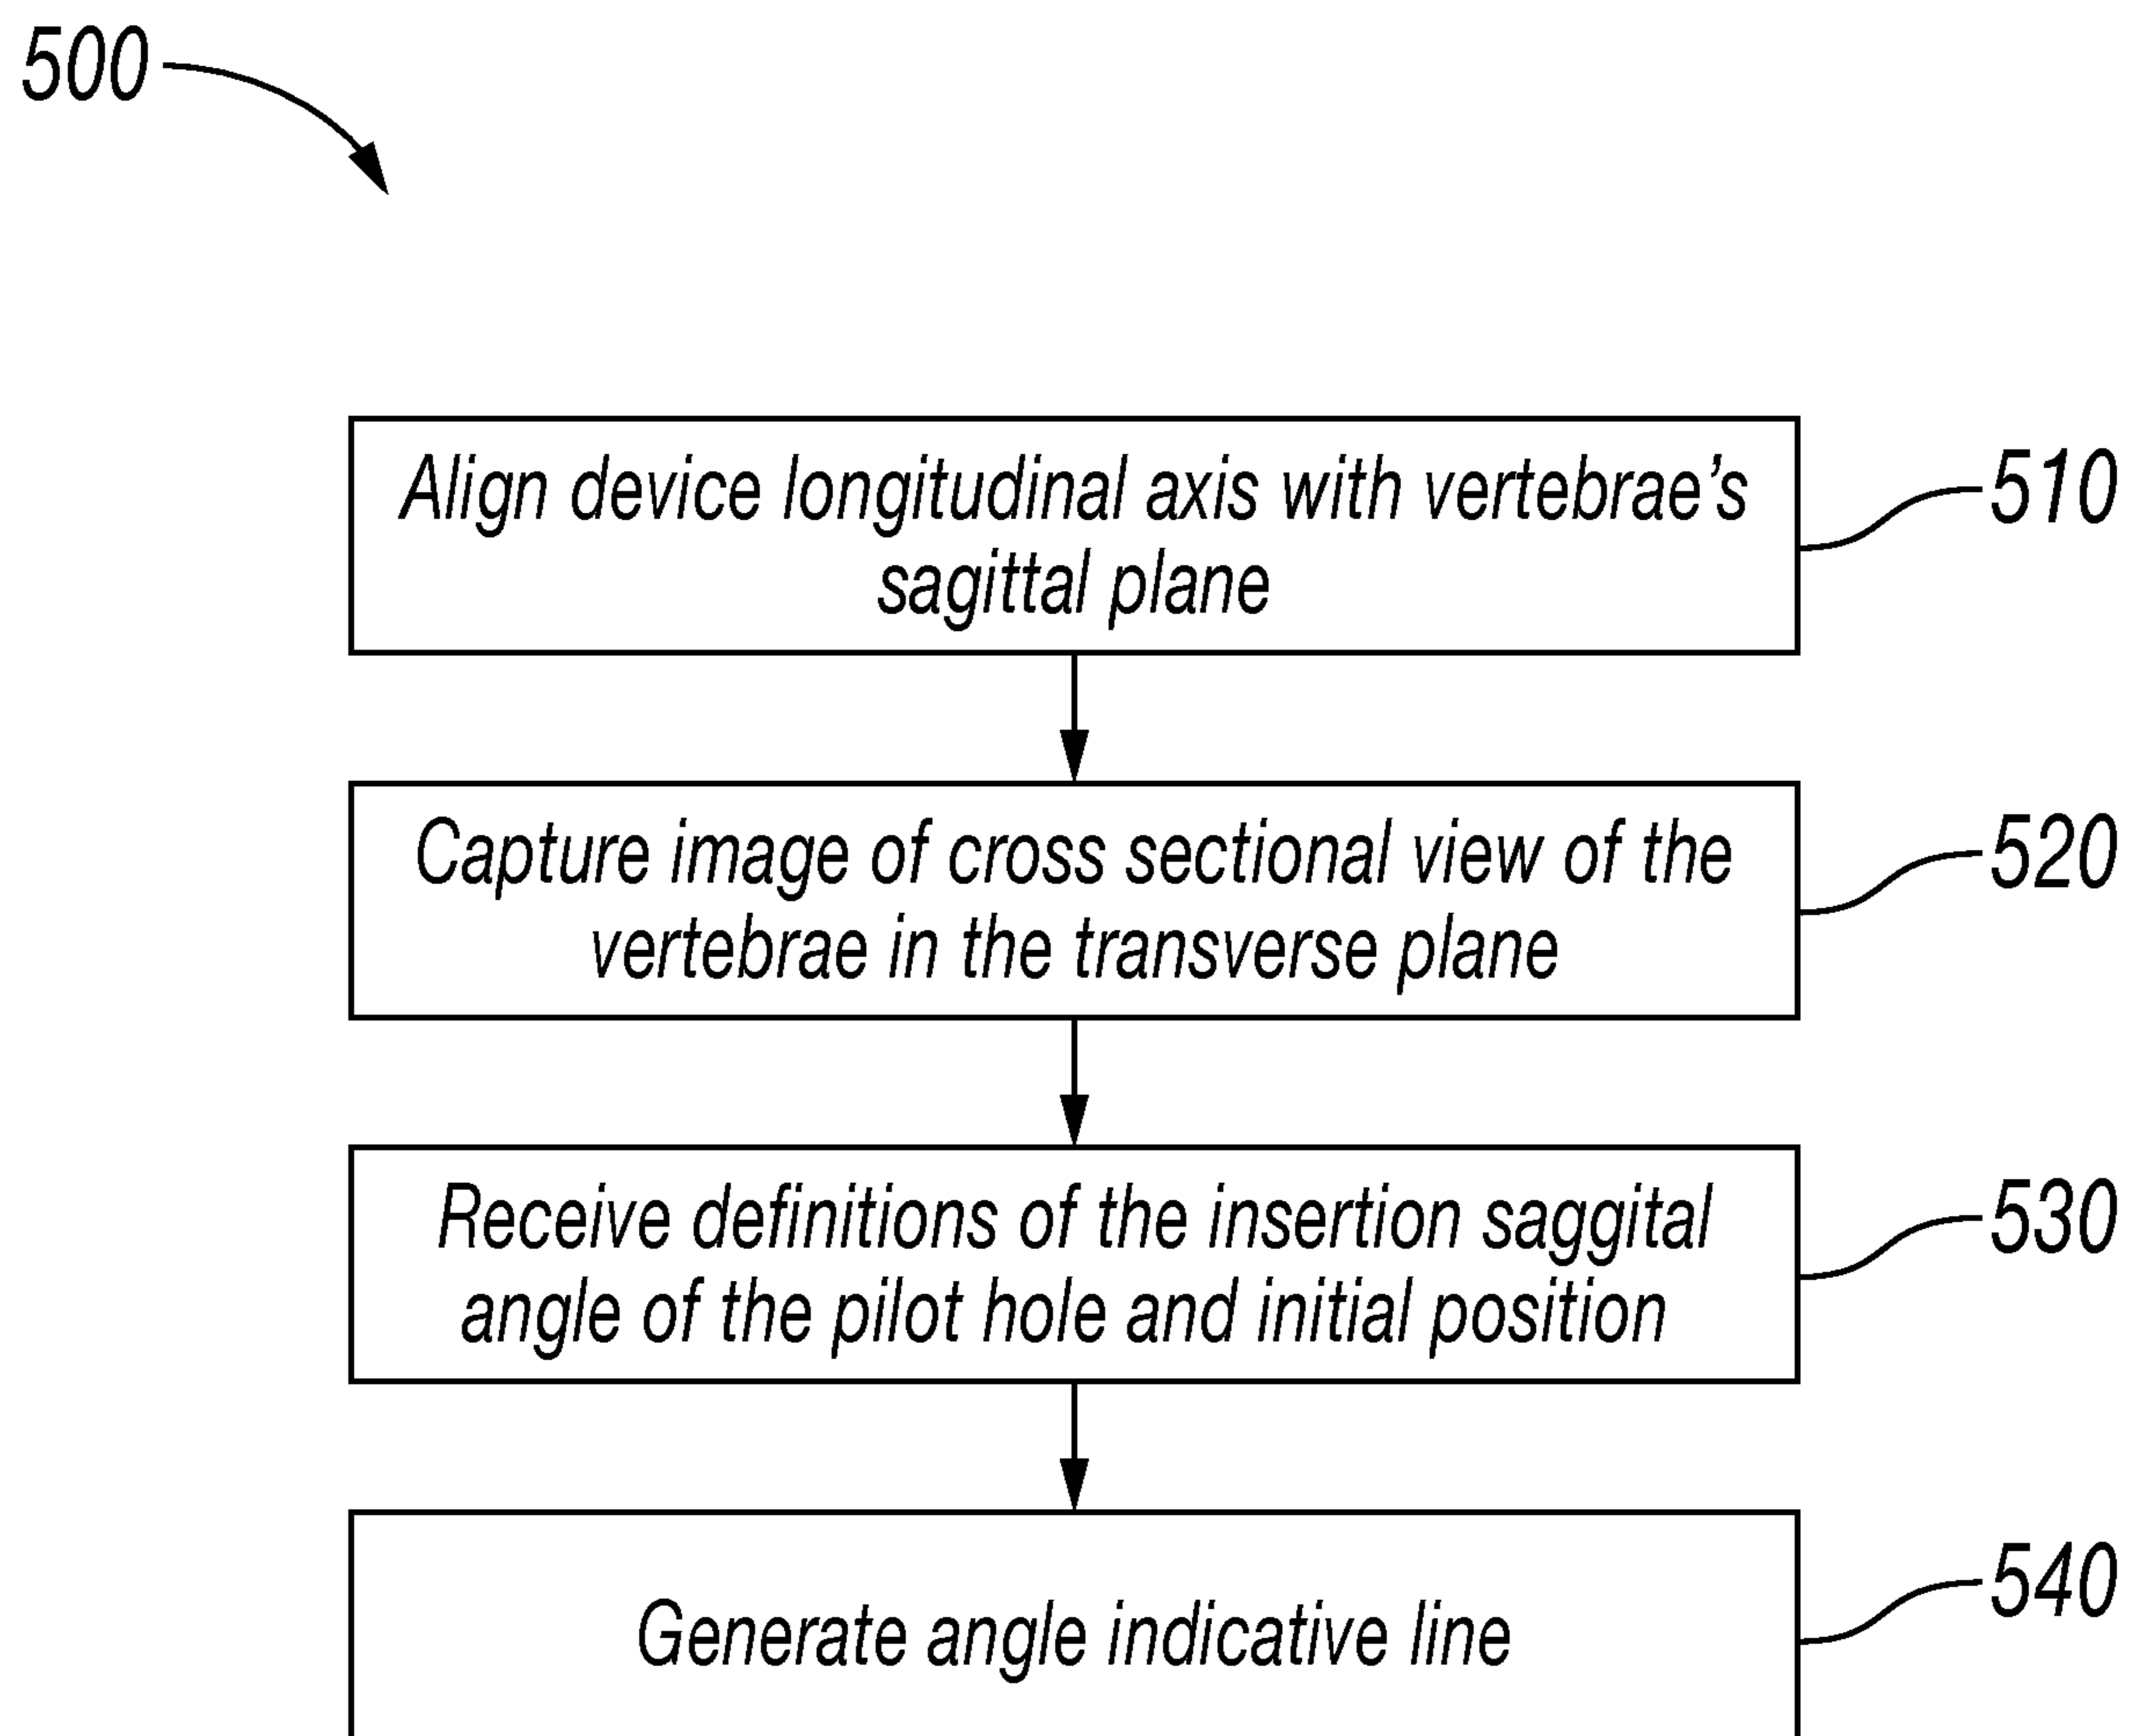 500
Align device longitudinal axis with vertebrae’s
sagittal plane
510
Capture image of cross sectional view of the
vertebrae in the transverse plane
520
Receive definitions of the insertion saggital
angle of the pilot hole and initial position
530
Generate angle indicative line
540